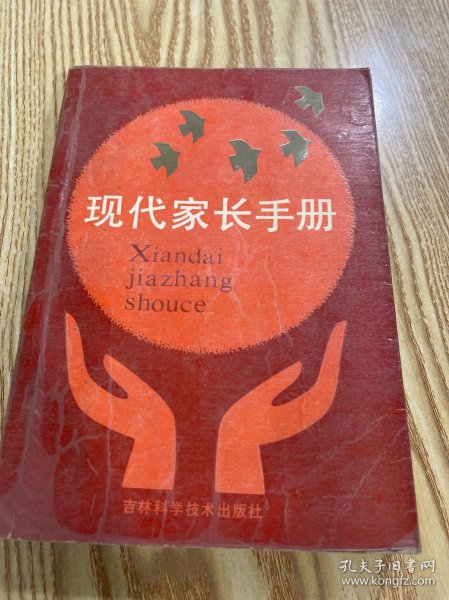 现代家长手册
Xiandai
jiazhang
shouce
吉林科学技术出版社
孔夫子旧书网
www.kongfz.com